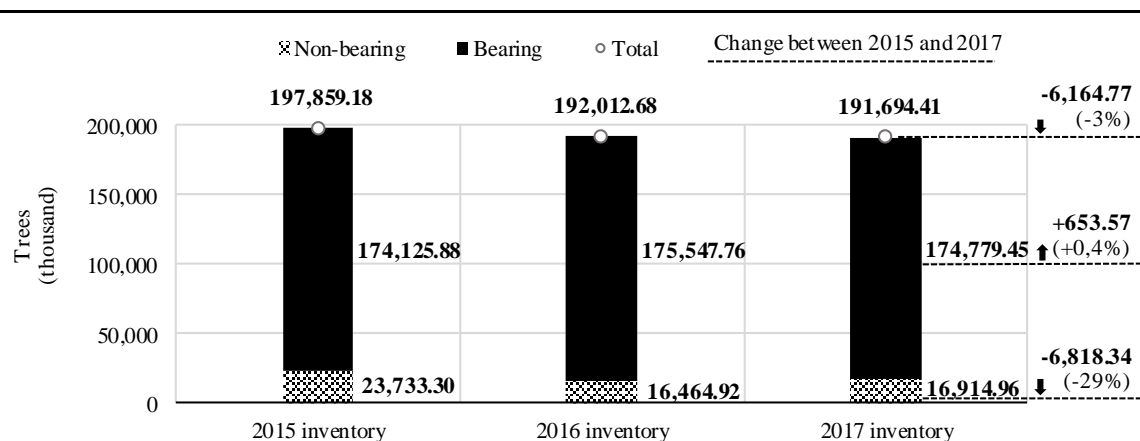 Non-bearing Bearing Total Change between 2015 and 2017
197,859.18 192,012.68 191,694.41 -6,164.77
(-3%)
200,000
150,000
Trees
(thousand)
174,125.88 175,547.76 174,779.45 +653.57
(+0,4%)
100,000
50,000
23,733.30 16,464.92 16,914.96 -6,818.34
(-29%)
0
2015 inventory 2016 inventory 2017 inventory